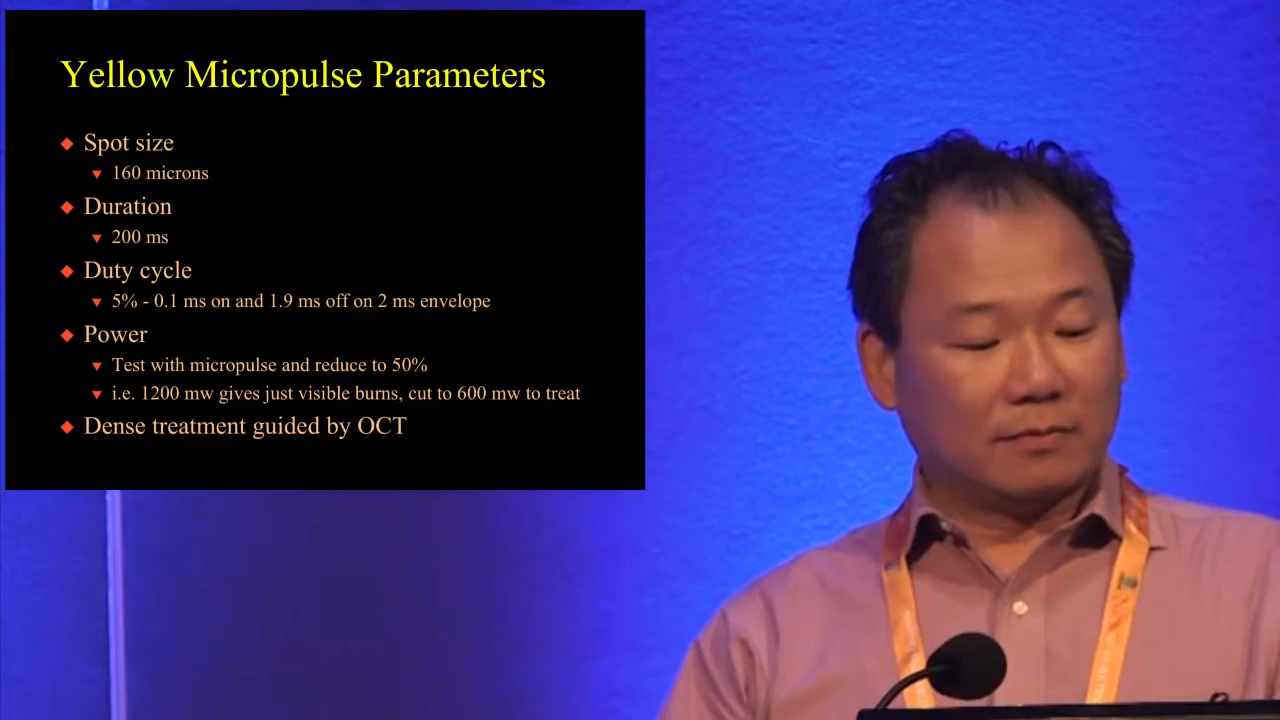 Yellow Micropulse Parameters
Spot size
160 microns
Duration
200 ms
Duty cycle
5% - 0.1 ms on and 1.9 ms off on 2 ms envelope
Power
Test with micropulse and reduce to 50%
i.e. 1200 mw gives just visible burns, cut to 600 mw to treat
Dense treatment guided by OCT